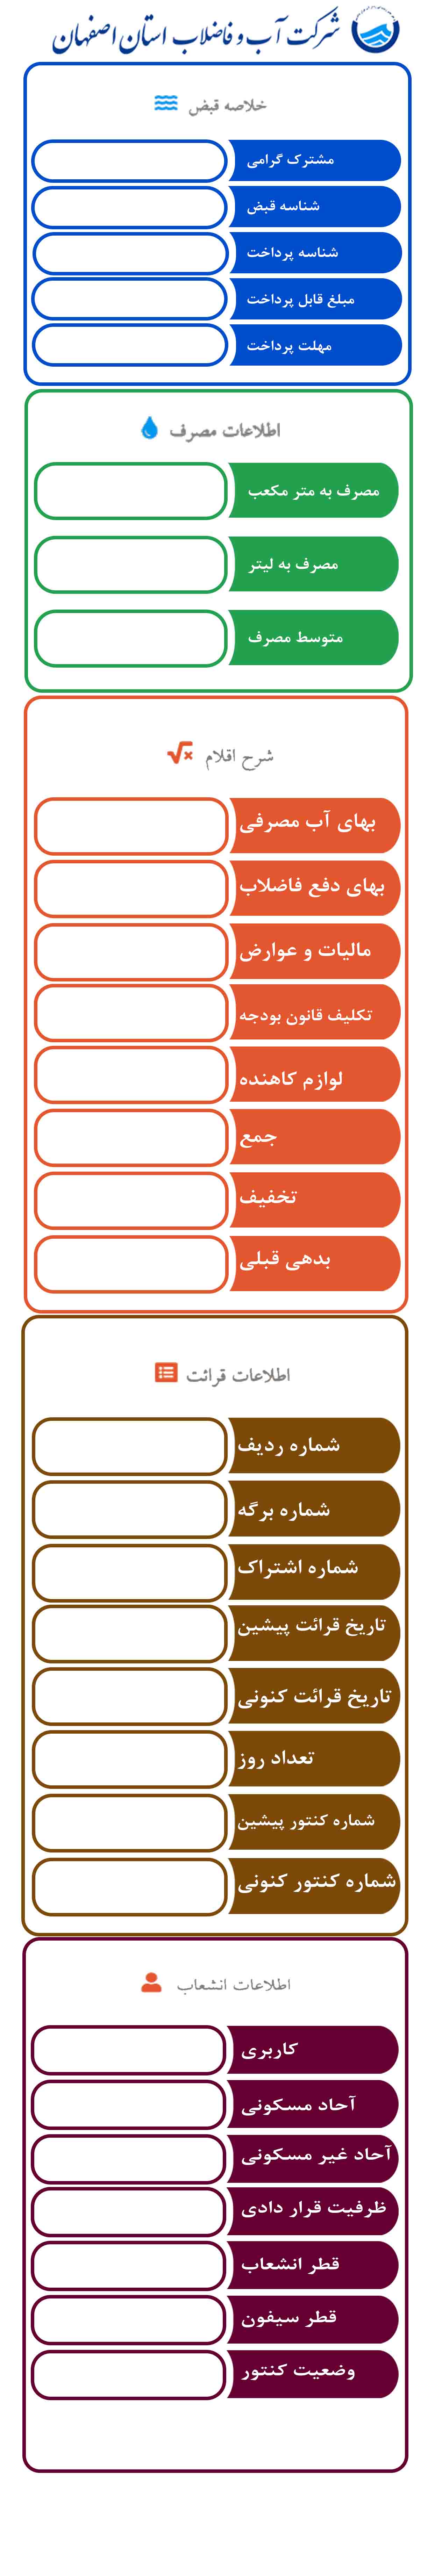 شرکت آب و فاضلاب استان اصفهان
خلاصه قبض
مشترک گرامی
شناسه قبض
شناسه پرداخت
مبلغ قابل پرداخت
مهلت پرداخت
اطلاعات مصرف
مصرف به متر مکعب
مصرف به لیتر
متوسط مصرف
شرح اقلام
بهای آب مصرفی
بهای دفع فاضلاب
مالیات و عوارض
تکلیف قانون بودجه
لوازم کاهنده
جمع
تخفیف
بدهی قبلی
اطلاعات قرائت
شماره ردیف
شماره برگه
شماره اشتراک
تاریخ قرائت پیشین
تاریخ قرائت کنونی
تعداد روز
شماره کنتور پیشین
شماره کنتور کنونی
اطلاعات انشعاب
کاربری
آحاد مسکونی
آحاد غیر مسکونی
ظرفیت قرار دادی
قطر انشعاب
قطر سیفون
وضعیت کنتور